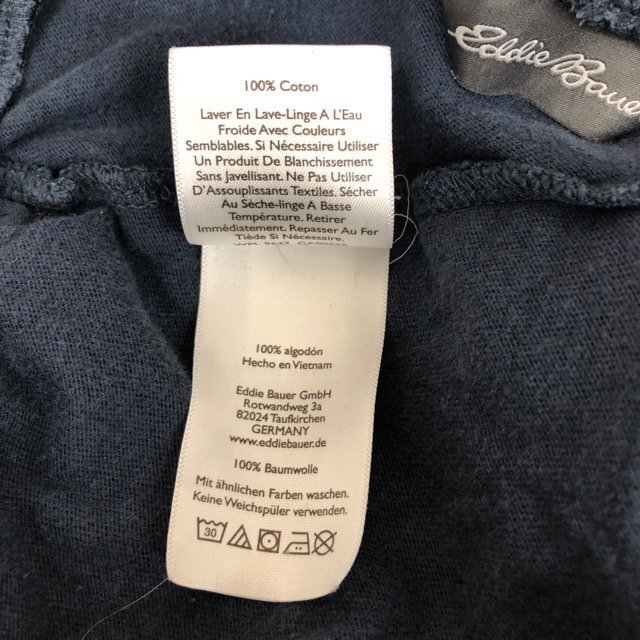 Eddie Bauer
100% Coton
Laver En Lave-Linge A L'Eau
Froide Avec Couleurs
Semblables. Si Nécessaire Utiliser
Un Produit De Blanchissement
Sans Javellisant. Ne Pas Utiliser
D'Assouplissants Textiles. Sécher
Au Sèche-linge A Basse
Température. Retirer
Immédiatement. Repasser Au Fer
Tiède Si Nécessaire.
100% algodón
Hecho en Vietnam
Eddie Bauer GmbH
Rotwandweg 3a
82024 Taufkirchen
GERMANY
www.eddiebauer.de
100% Baumwolle
Mit ähnlichen Farben waschen.
Keine Weichspüler verwenden.
30